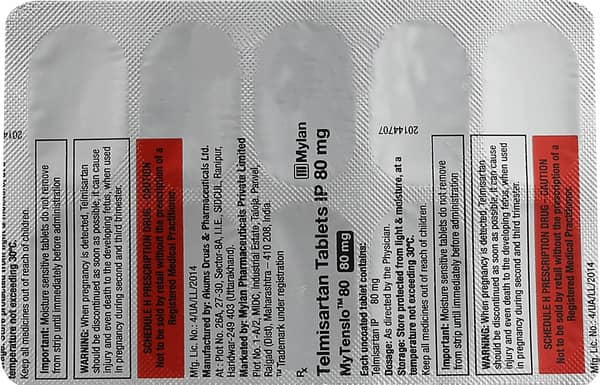 temperature not exceeding 30°C.
Keep all medicines out of reach of children.
2014
Important: Moisture sensitive tablets do not remove
from strip until immediately before administration
WARNING: When pregnancy is detected, Telmisartan
should be discontinued as soon as possible, it can cause
injury and even death to the developing fetus, when used
in pregnancy during second and third trimester.
SCHEDULE H PRESCRIPTION DRUG - CAUTION
Not to be sold by retail without the prescription of a
Registered Medical Practitioner.
Mfg. Lic. No.: 4/UA/LL/2014
Manufactured by: Akums Drugs & Pharmaceuticals Ltd.
At : Plot No. 26A, 27-30, Sector-8A, I.I.E., SIDCUL, Ranipur,
Hardwar-249 403 (Uttarakhand).
Marketed by: Mylan Pharmaceuticals Private Limited
Plot No. 1-A/2, MIDC, Industrial Estate, Taloja, Panvel,
Raigad (Dist), Maharashtra – 410 208, India.
™Trademark under registration
Rx
Mylan
Telmisartan Tablets IP 80 mg
MyTenslo™ 80 80 mg
Each uncoated tablet contains:
Telmisartan IP 80 mg
Dosage: As directed by the Physician.
Storage: Store protected from light & moisture, at a
temperature not exceeding 30°C.
Keep all medicines out of reach of children.
20144707
Important: Moisture sensitive tablets do not remove
from strip until immediately before administration
WARNING: When pregnancy is detected, Telmisartan
should be discontinued as soon as possible, it can cause
injury and even death to the developing fetus, when used
in pregnancy during second and third trimester.
SCHEDULE H PRESCRIPTION DRUG - CAUTION
Not to be sold by retail without the prescription of a
Registered Medical Practitioner.
Mfg. Lic. No.: 4/UA/LL/2014